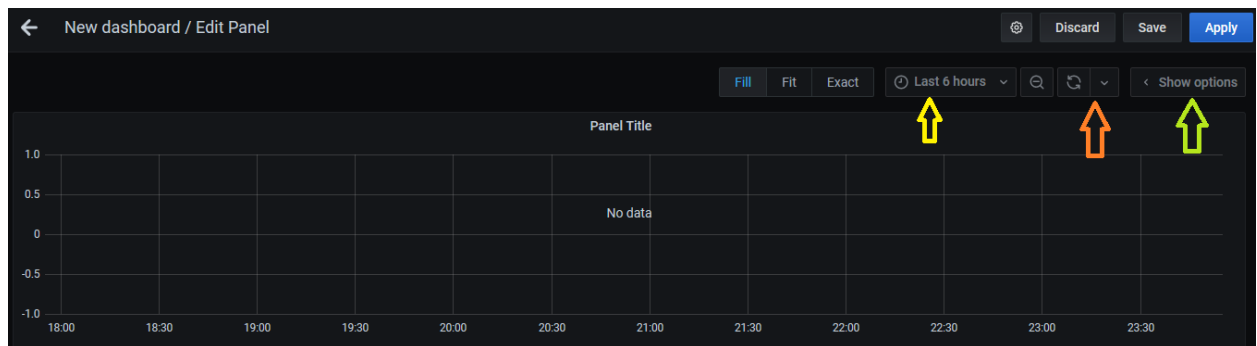 New dashboard / Edit Panel Discard Save Apply
Fill Fit Exact Last 6 hours Show options
Panel Title
1.0
0.5
No data
0
-0.5
-1.0
18:00 18:30 19:00 19:30 20:00 20:30 21:00 21:30 22:00 22:30 23:00 23:30